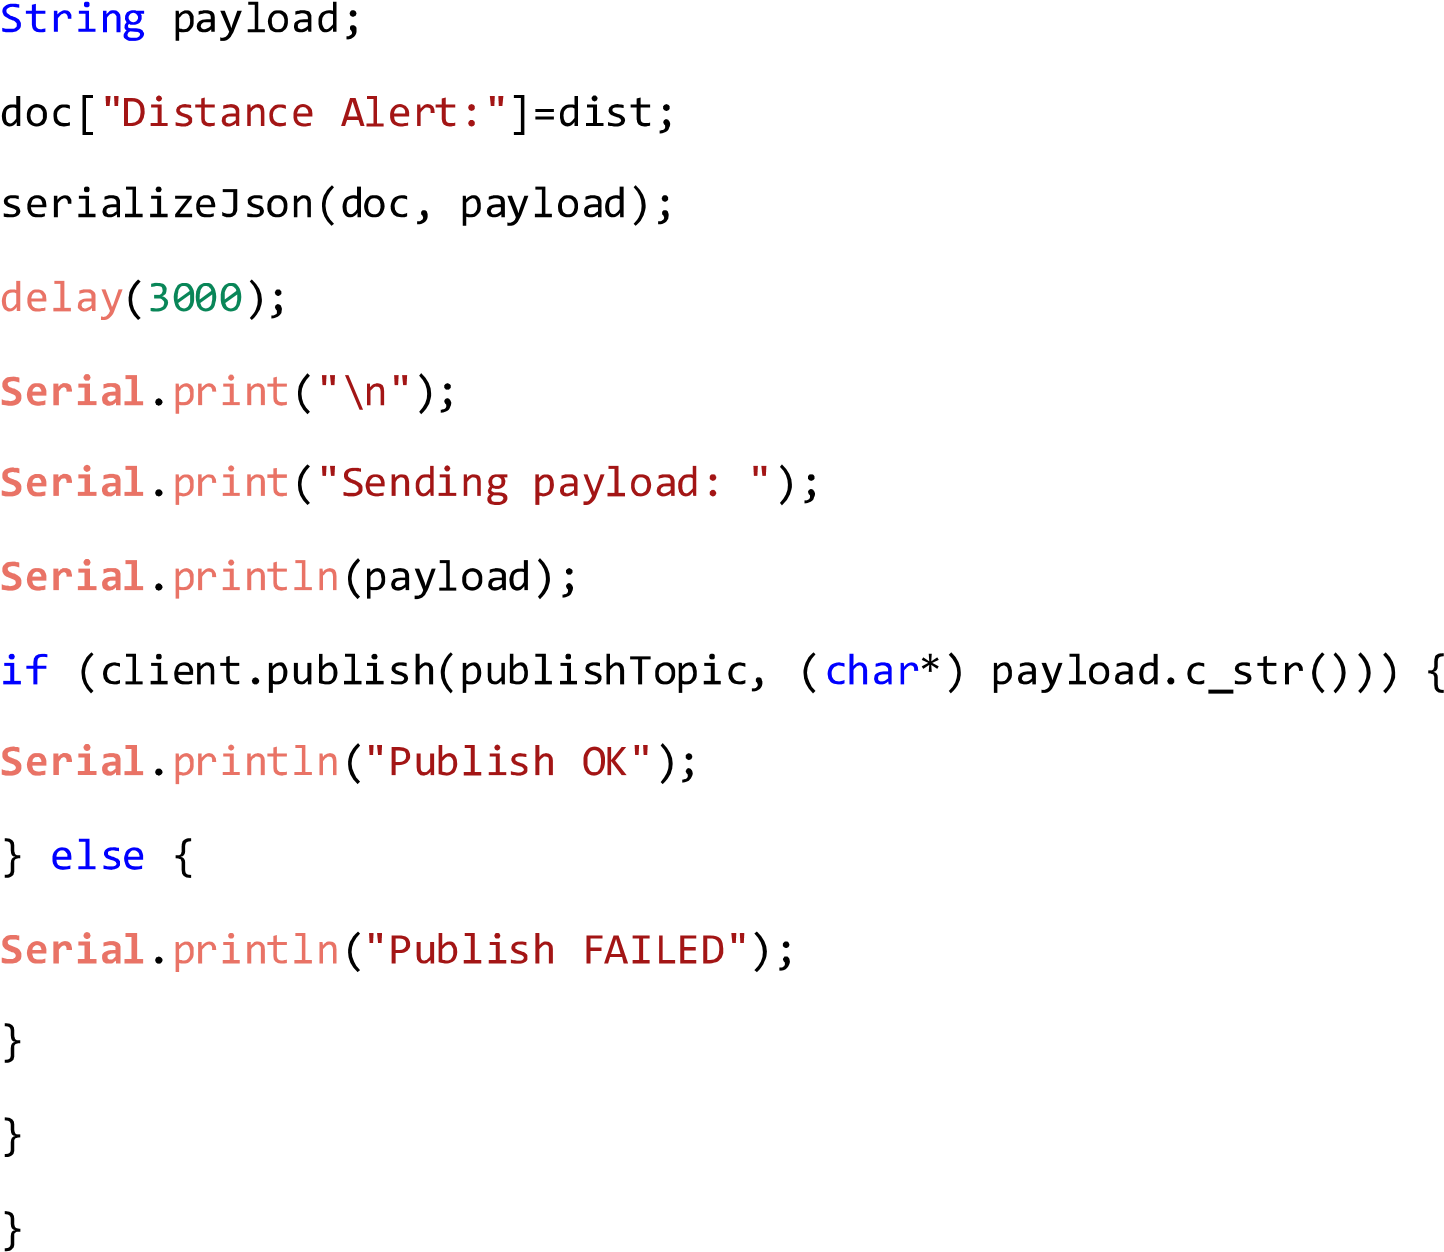 String payload;
doc["Distance Alert:"]=dist;
serializeJson(doc, payload);
delay(3000);
Serial.print("\n");
Serial.print("Sending payload: ");
Serial.println(payload);
if (client.publish(publishTopic, (char*) payload.c_str())) {
Serial.println("Publish OK");
} else {
Serial.println("Publish FAILED");
}
}
}